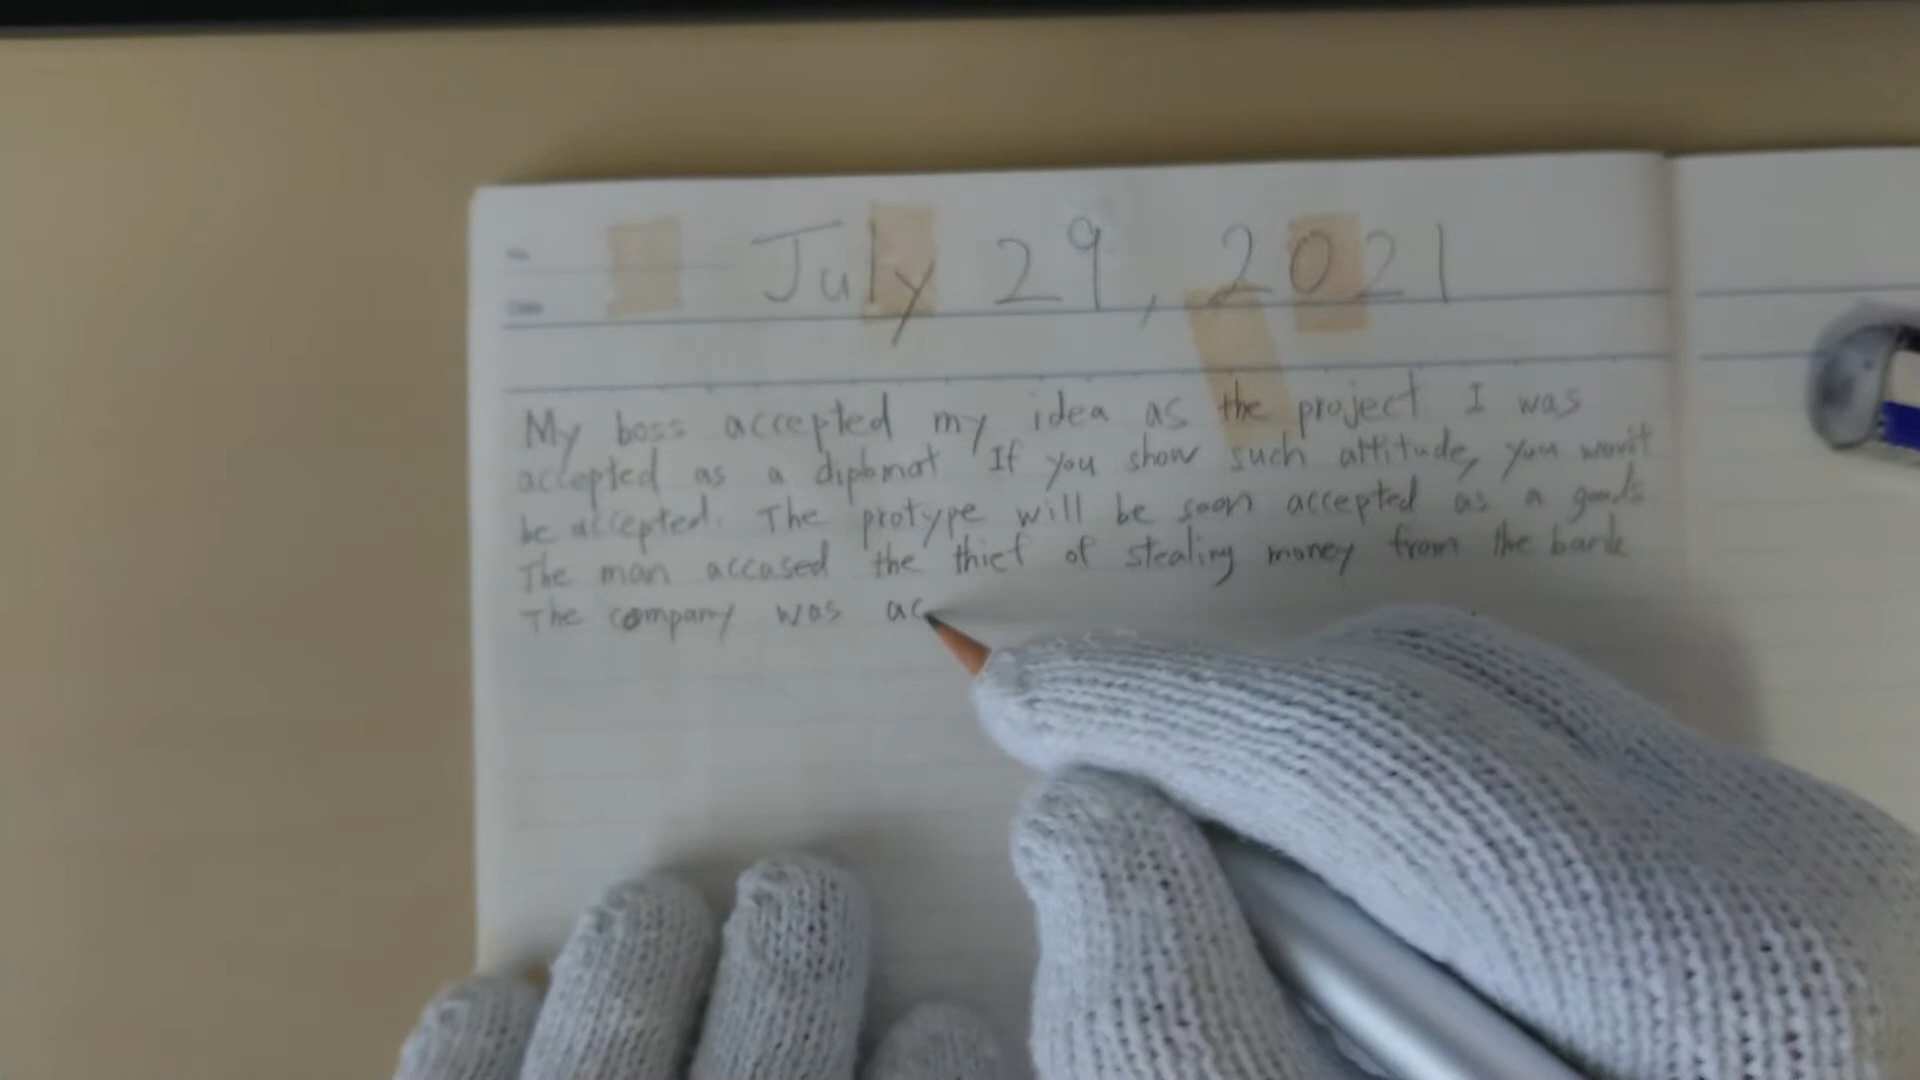 July 29, 2021
My boss accepted my idea as the project I was
accepted as a diplomat If you show such attitude, you won't
be accepted. The protype will be soon accepted as a goods
The man accused the thief of stealing money from the bank
The company was ac